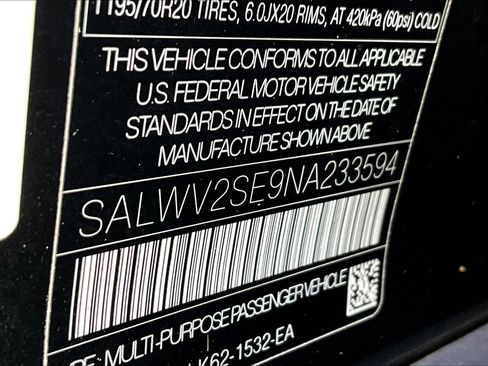 T195/70R20 TIRES, 6.0JX20 RIMS, AT 420kPa (60psi) COLD
THIS VEHICLE CONFORMS TO ALL APPLICABLE
U.S. FEDERAL MOTOR VEHICLE SAFETY
STANDARDS IN EFFECT ON THE DATE OF
MANUFACTURE SHOWN ABOVE
SALWV2SE9NA233594
PE: MULTI-PURPOSE PASSENGER VEHICLE
K62-1532-EA